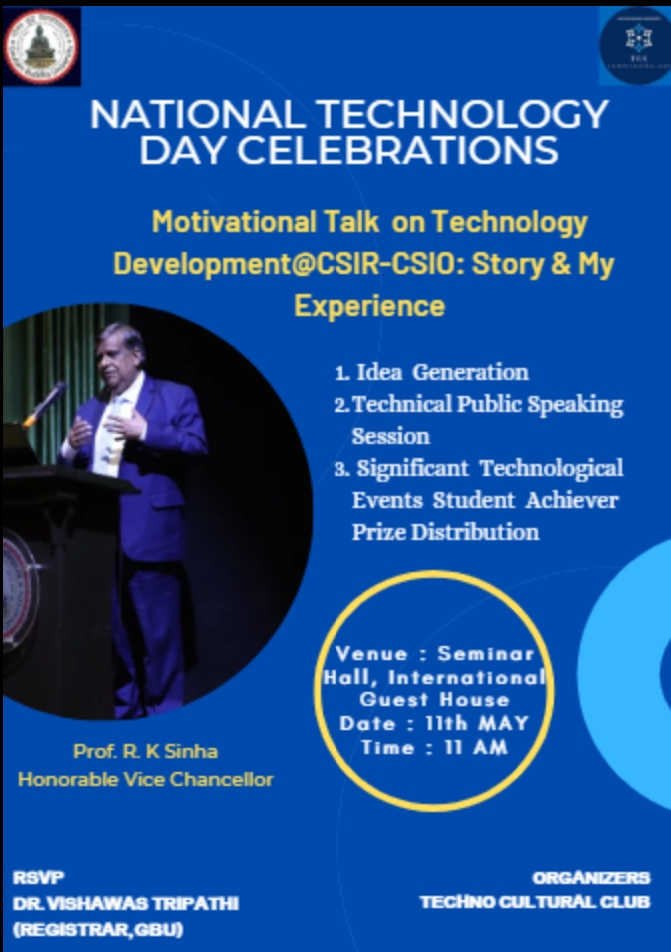 NATIONAL TECHNOLOGY
DAY CELEBRATIONS
Motivational Talk on Technology
Development@CSIR-CSIO: Story & My
Experience
1. Idea Generation
2. Technical Public Speaking
Session
3. Significant Technological
Events Student Achiever
Prize Distribution
Venue : Seminar
Hall, International
Guest House
Date : 11th MAY
Time : 11 AM
Prof. R. K Sinha
Honorable Vice Chancellor
RSVP
DR. VISHAWAS TRIPATHI
(REGISTRAR,GBU)
ORGANIZERS
TECHNO CULTURAL CLUB